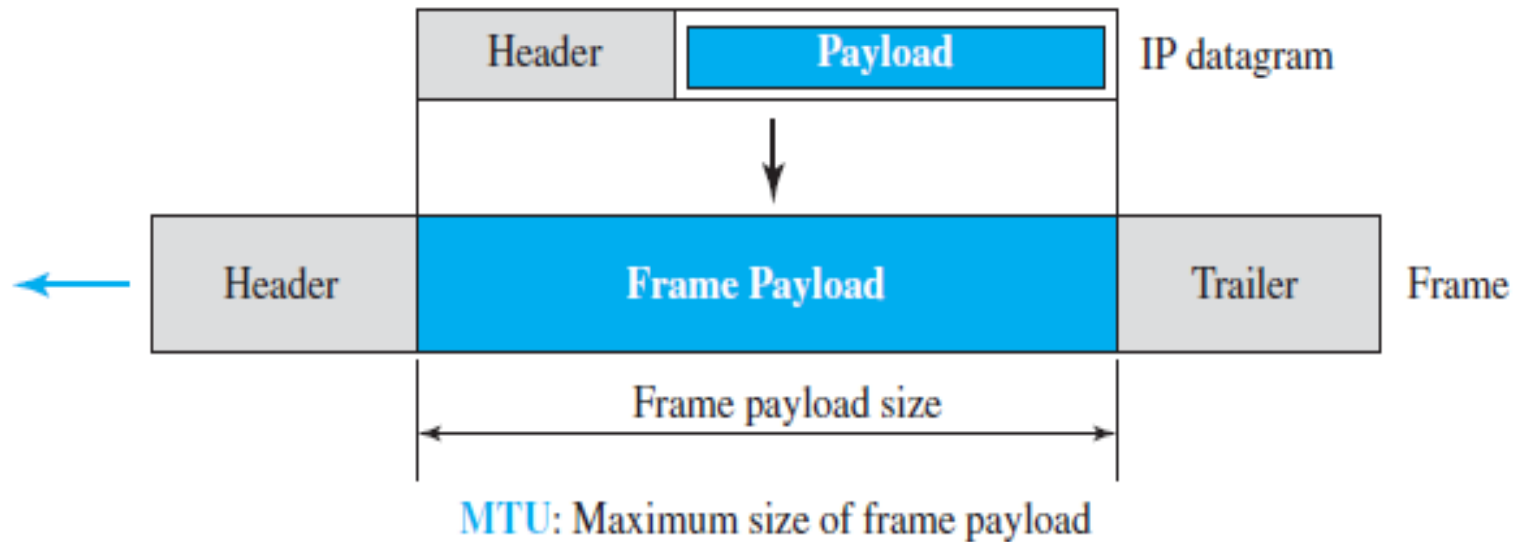 Header Payload IP datagram
Header Frame Payload Trailer Frame
Frame payload size
MTU: Maximum size of frame payload